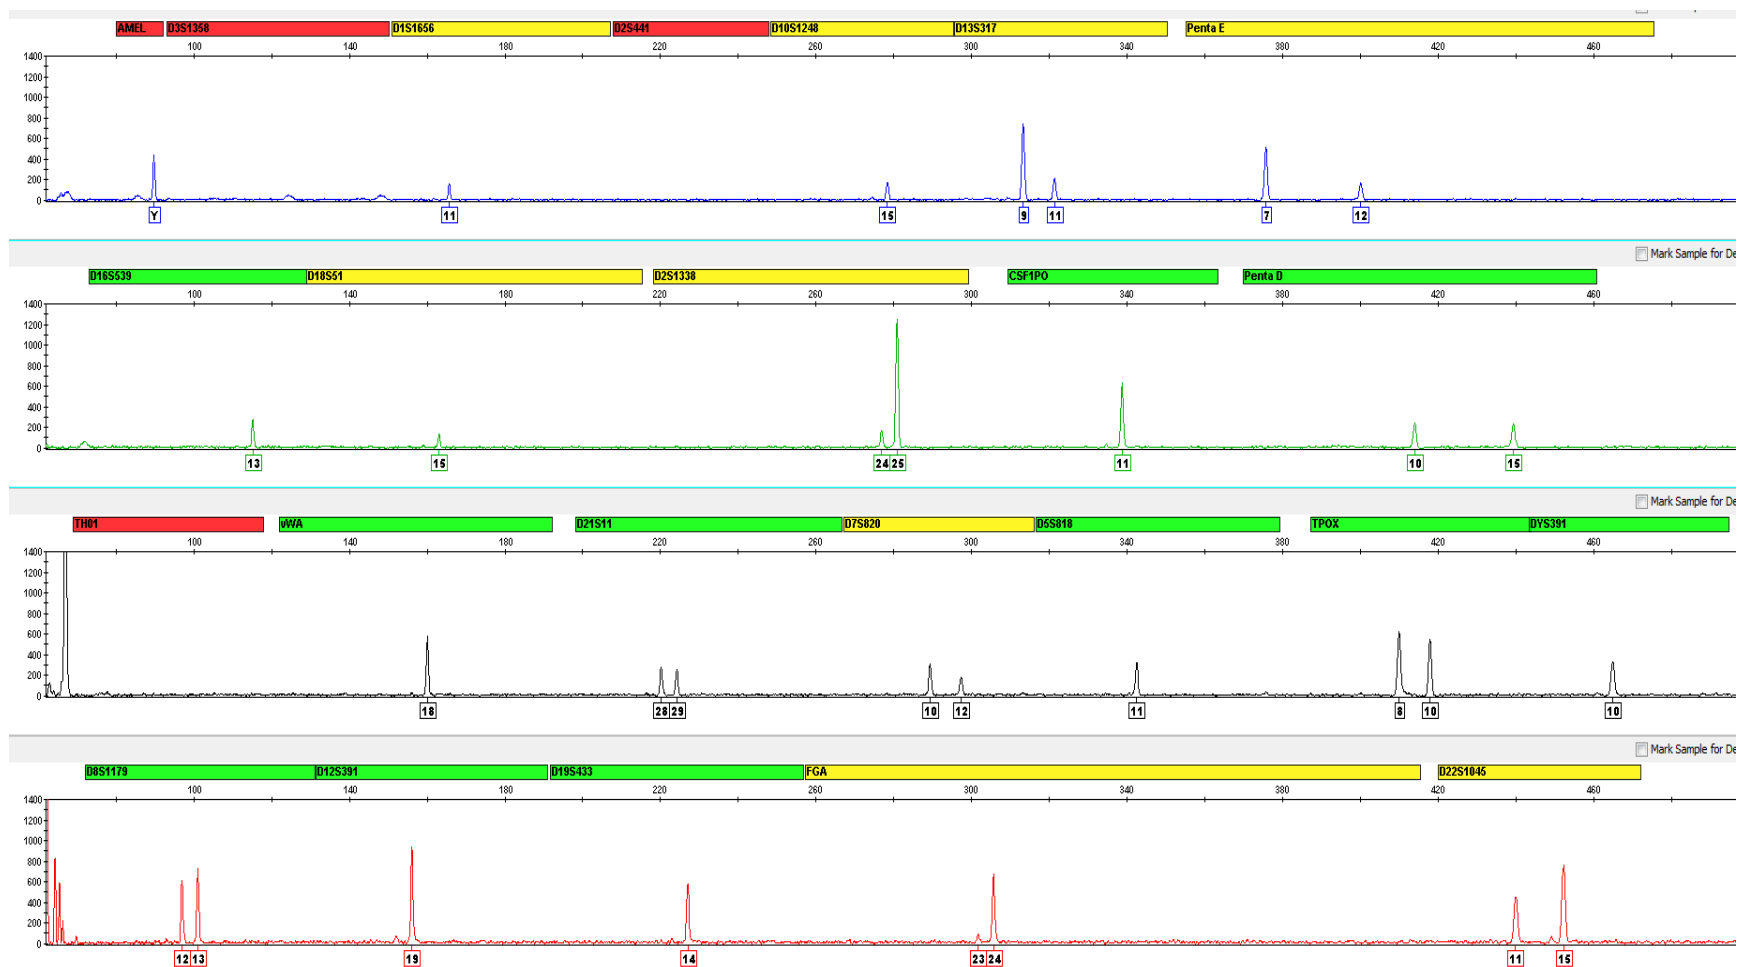 AMEL D3S1358 D1S1656 D2S441 D10S1248 D13S317 Penta E
100 140 180 220 260 300 340 380 420 460
1400
1200
1000
800
600
400
200
0
Y 11 15 9 11 7 12
Mark Sample for De
D16S539 D18S51 D2S1338 CSF1PO Penta D
100 140 180 220 260 300 340 380 420 460
1400
1200
1000
800
600
400
200
0
13 15 24 25 11 10 15
Mark Sample for De
TH01 vWA D21S11 D7S820 D5S818 TPOX DYS391
100 140 180 220 260 300 340 380 420 460
1400
1200
1000
800
600
400
200
0
18 28 29 10 12 11 8 10 10
Mark Sample for De
D8S1179 D12S391 D19S433 FGA D22S1045
100 140 180 220 260 300 340 380 420 460
1400
1200
1000
800
600
400
200
0
12 13 19 14 23 24 11 15